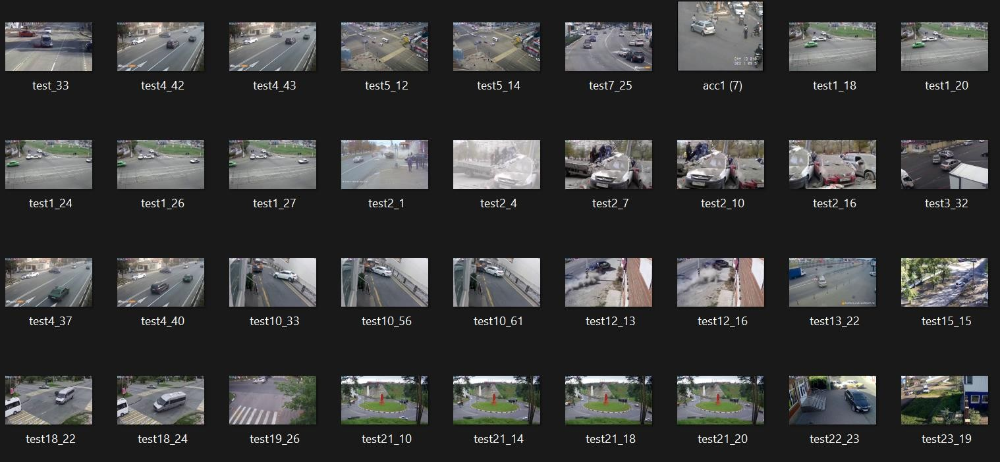 test_33 test4_42 test4_43 test5_12 test5_14 test7_25 acc1 (7) test1_18 test1_20
test1_24 test1_26 test1_27 test2_1 test2_4 test2_7 test2_10 test2_16 test3_32
test4_37 test4_40 test10_33 test10_56 test10_61 test12_13 test12_16 test13_22 test15_15
test18_22 test18_24 test19_26 test21_10 test21_14 test21_18 test21_20 test22_23 test23_19